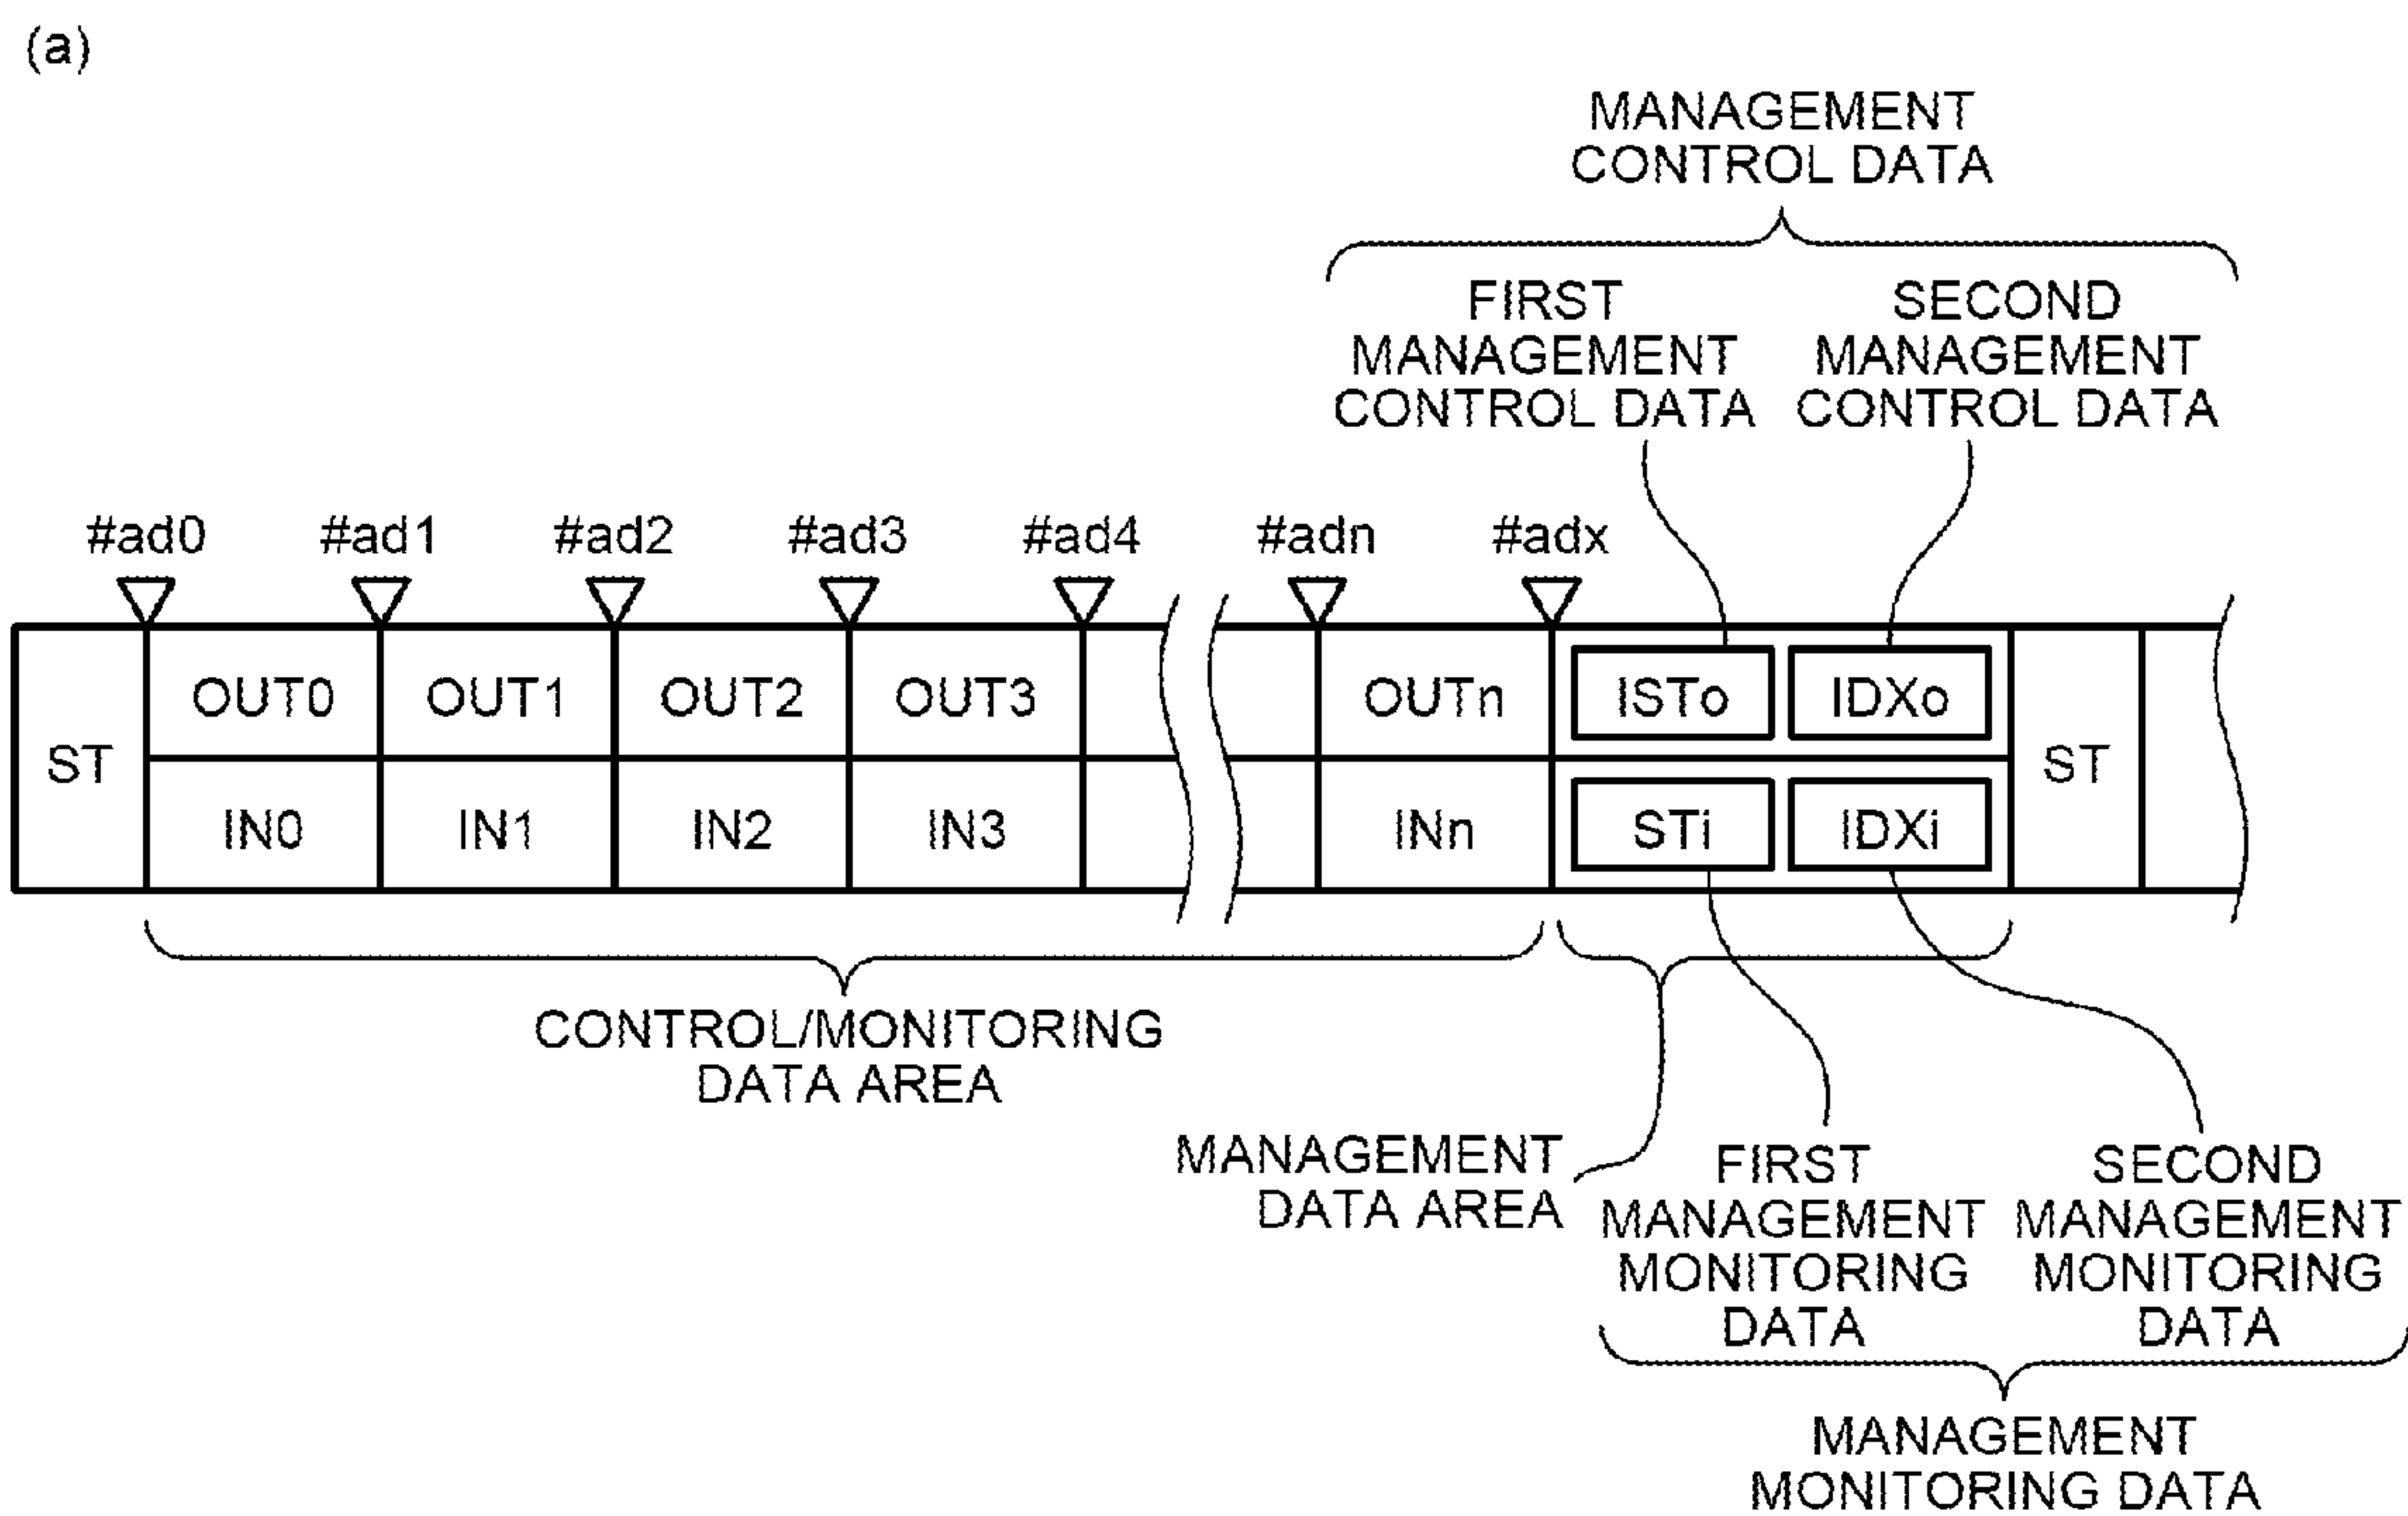 (a)
MANAGEMENT
CONTROL DATA
FIRST
MANAGEMENT
CONTROL DATA
SECOND
MANAGEMENT
CONTROL DATA
#ad0 #ad1 #ad2 #ad3 #ad4 #adn #adx
ST
OUT0 OUT1 OUT2 OUT3 OUTn ISTo IDXo
IN0 IN1 IN2 IN3 INn STi IDXi
ST
CONTROL/MONITORING
DATA AREA
MANAGEMENT
DATA AREA
FIRST
MANAGEMENT
MONITORING
DATA
SECOND
MANAGEMENT
MONITORING
DATA
MANAGEMENT
MONITORING DATA